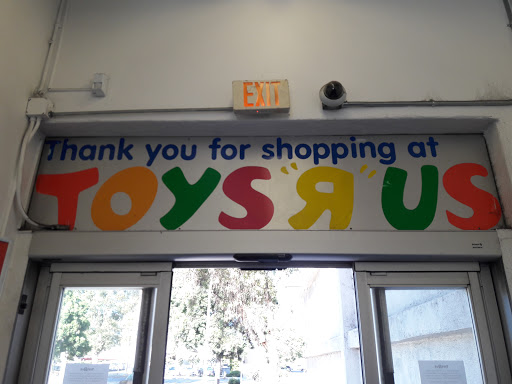 EXIT
Thank you for shopping at
TOYS "Я" US